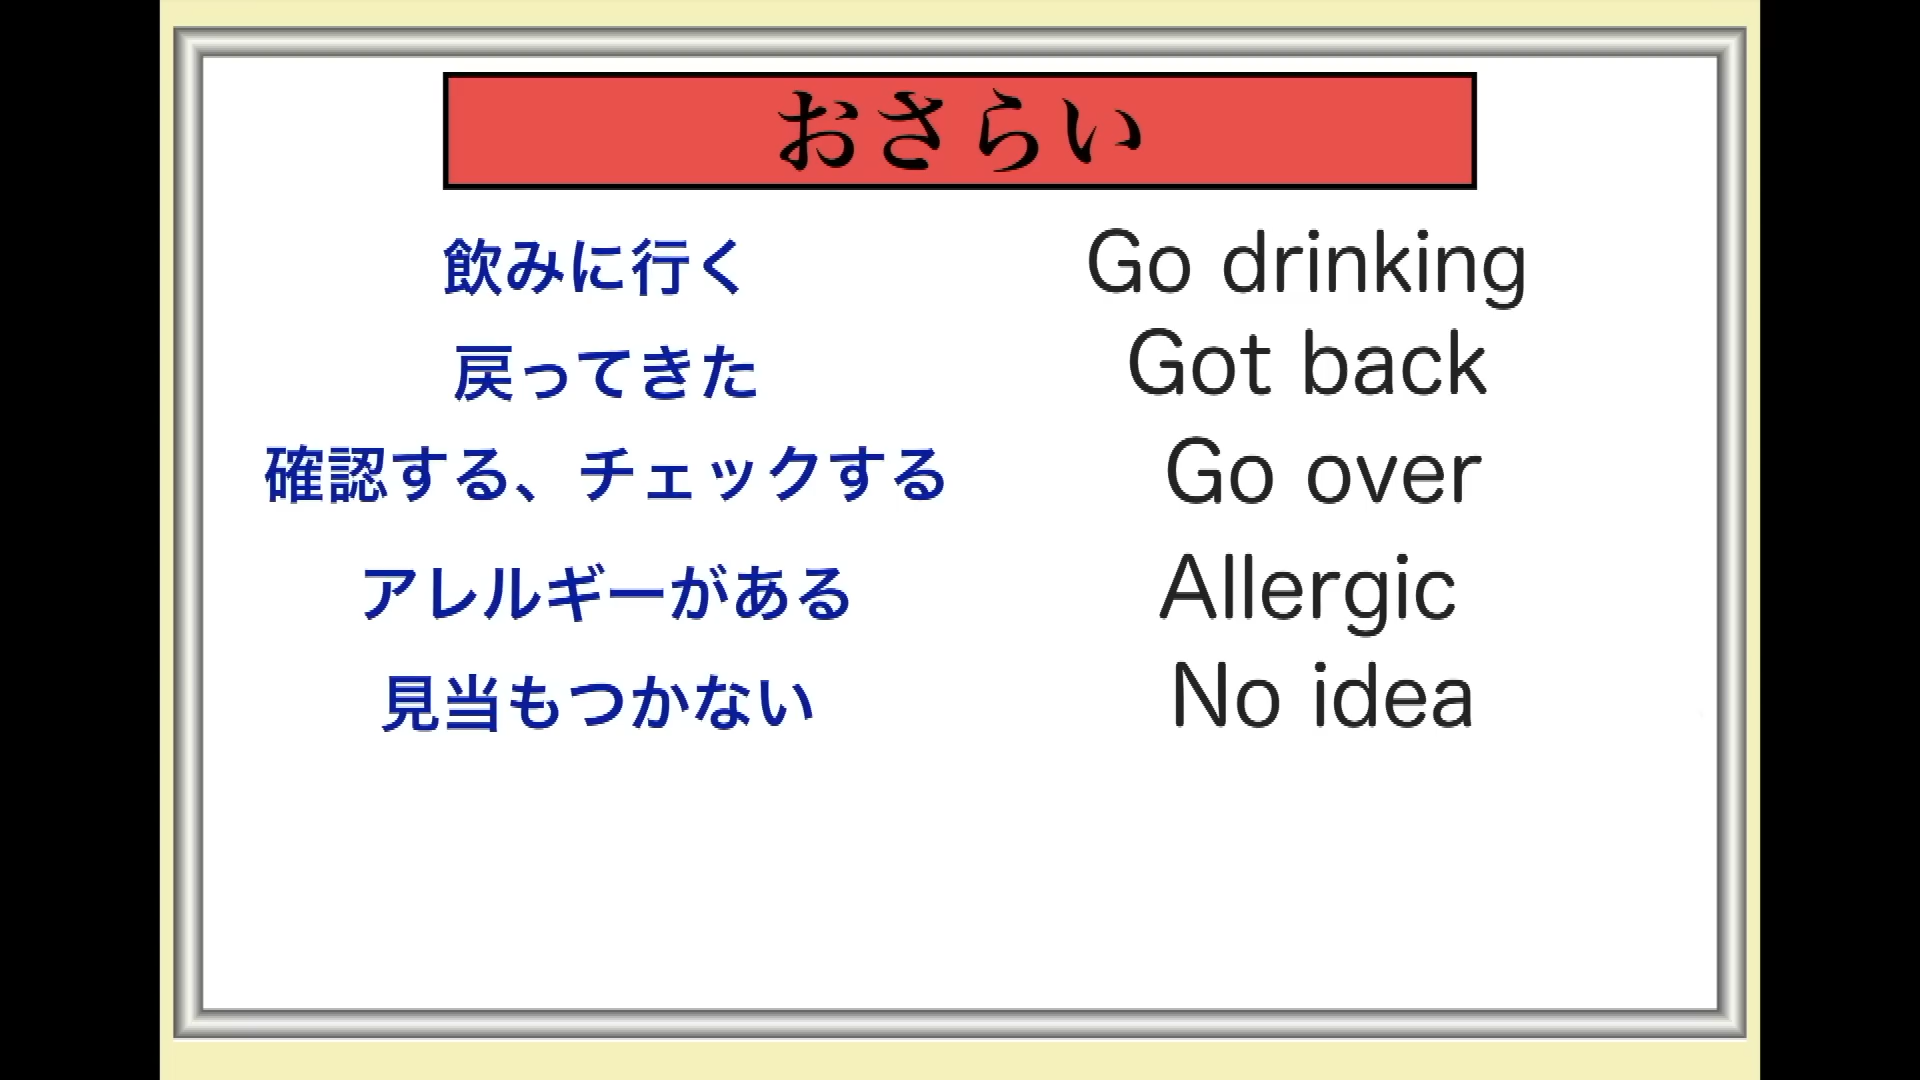 おさらい
飲みに行く Go drinking
戻ってきた Got back
確認する、チェックする Go over
アレルギーがある Allergic
見当もつかない No idea